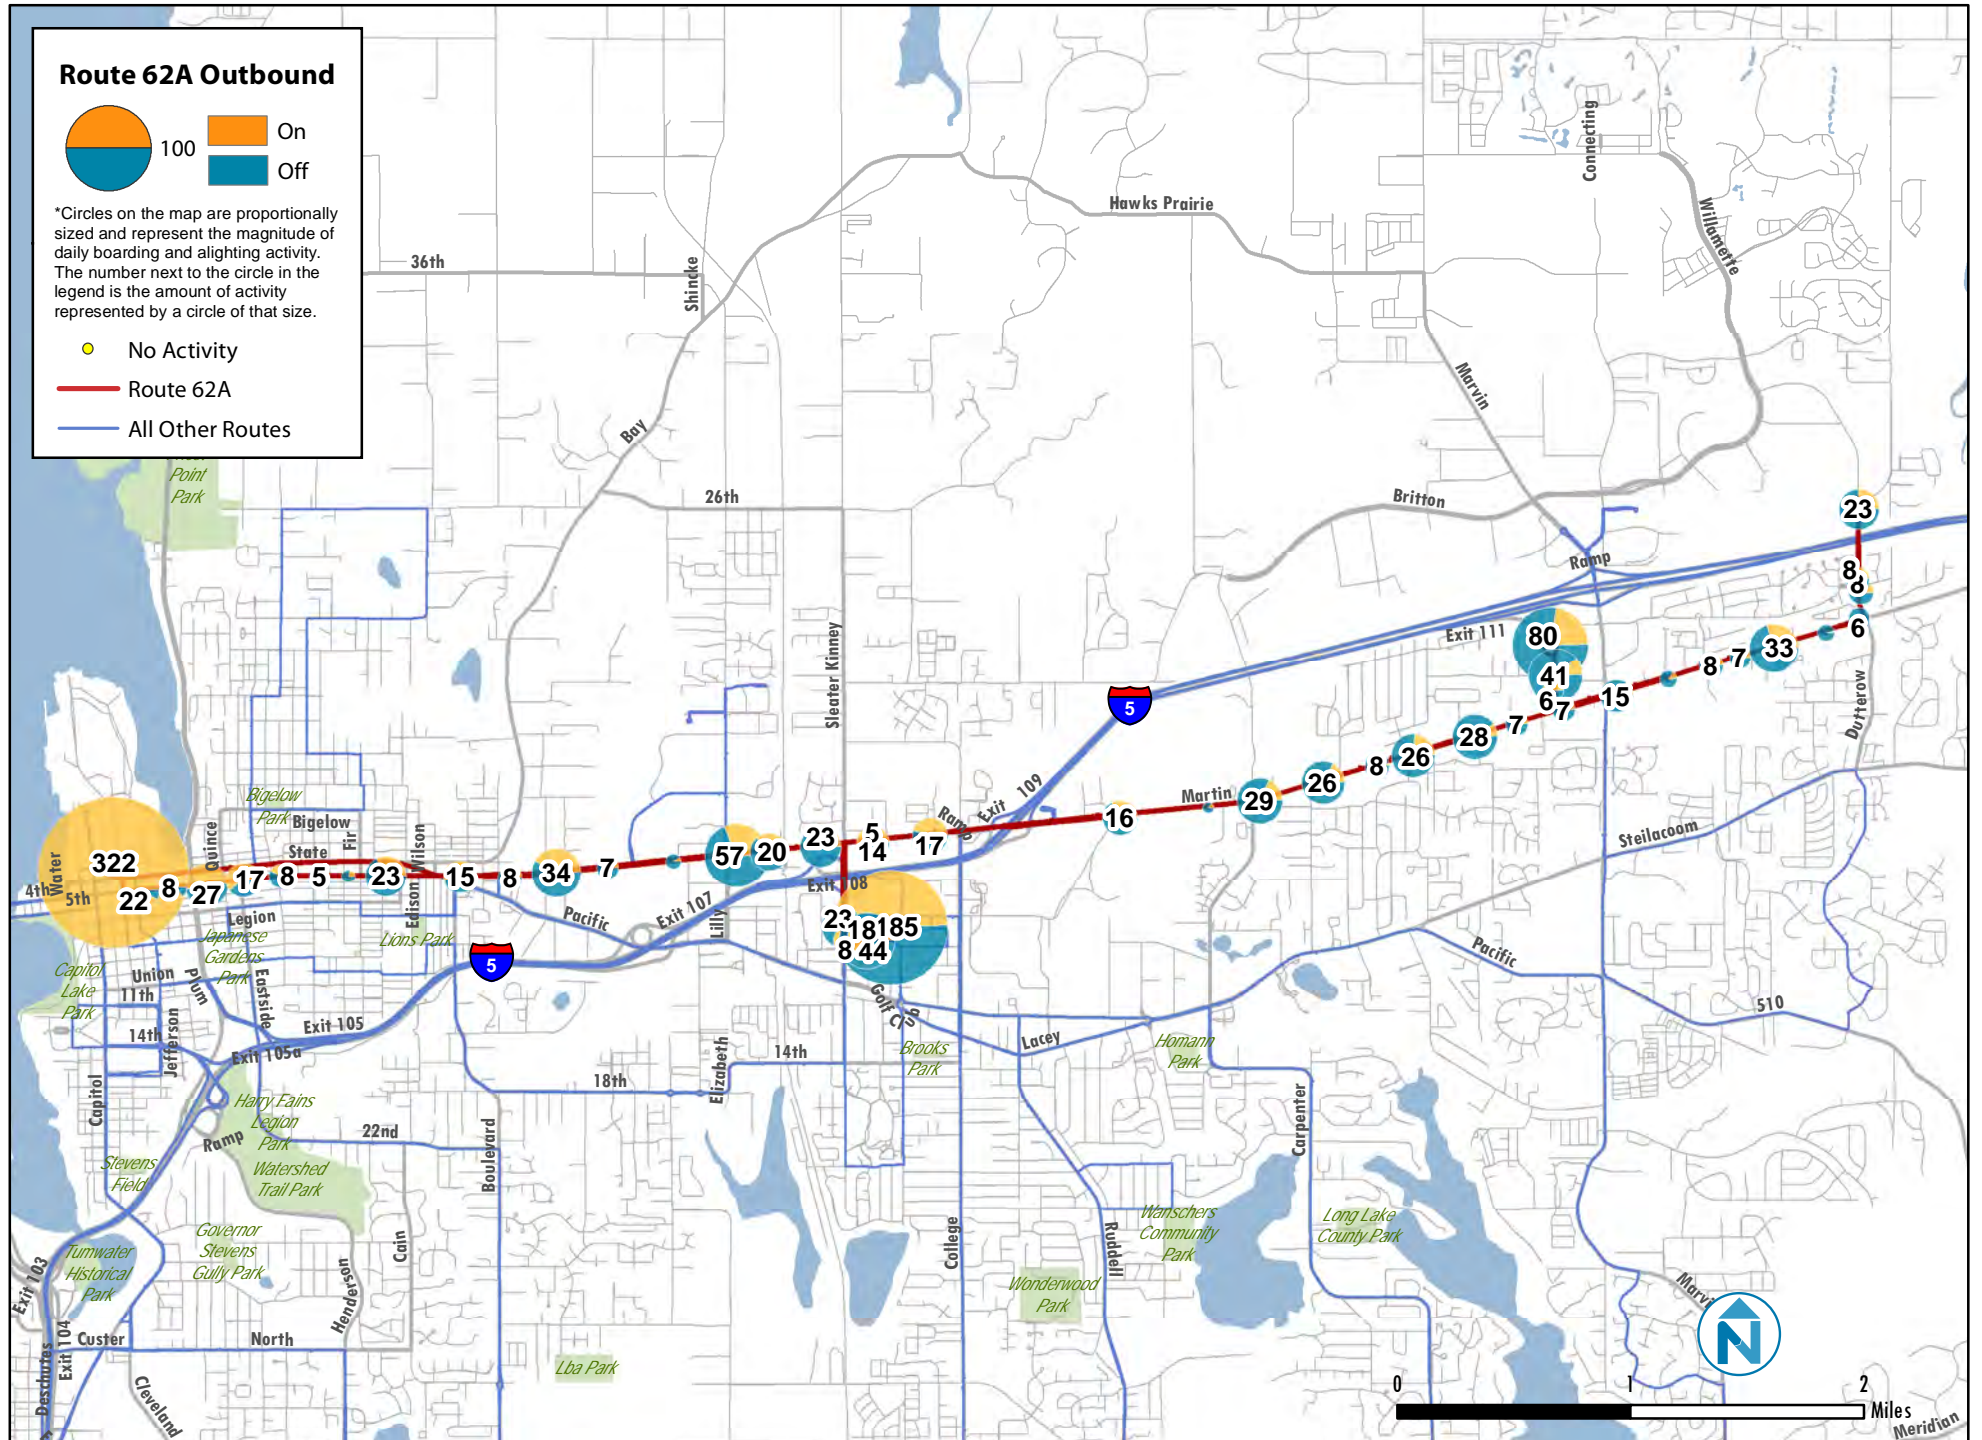 Route 62A Outbound
100
On
Off
*Circles on the map are proportionally
sized and represent the magnitude of
daily boarding and alighting activity.
The number next to the circle in the
legend is the amount of activity
represented by a circle of that size.
No Activity
Route 62A
All Other Routes
Connecting
Hawks Prairie
Willamette
36th
Shincke
Marvin
Bay
Point
Park
26th
Britton
23
Ramp
8
8
Sleater Kinney
Exit 111
80
6
33
41
7
8
6
7
15
5
Dutterow
28
7
26
8
26
Exit 109
Martin
29
Bigelow
Park
Bigelow
Fir
Quince
State
Wilson
Edison
Ramp
16
5
23
14
17
Steilacoom
322
Water
4th
5th
22
8
27
17
8
5
23
15
8
34
7
57
20
Exit 108
Legion
Japanese
Gardens
Park
Lions Park
Pacific
Exit 107
Lilly
23
18
185
8
44
5
Pacific
Capitol
Lake
Park
Union
11th
Plum
Eastside
Golf Club
510
14th
Jefferson
Exit 105
Exit 105a
Elizabeth
14th
Brooks
Park
Lacey
Homann
Park
18th
Capitol
Harry Fains
Legion
Park
Ramp
22nd
Boulevard
Carpenter
Stevens
Field
Watershed
Trail Park
Governor
Stevens
Gully Park
Cain
College
Ruddell
Wanschers
Community
Park
Long Lake
County Park
Tumwater
Historical
Park
Exit 103
Henderson
Wonderwood
Park
N
Exit 104
Custer
North
Deschutes
Cleveland
Lba Park
0
1
2
Miles
Meridian